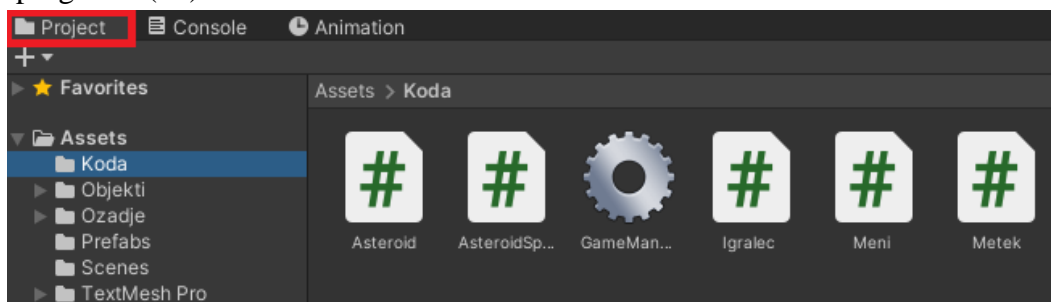 Project Console Animation
Favorites
Assets > Koda
Assets
Koda
Objekti
Ozadje
Prefabs
Scenes
TextMesh Pro
# # # # #
Asteroid AsteroidSp... GameMan... Igralec Meni Metek